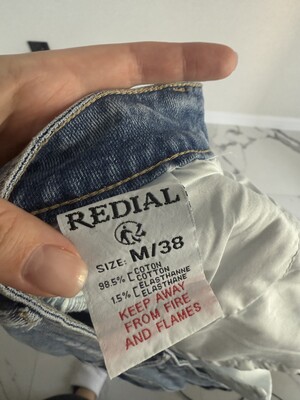 REDIAL
SIZE: M/38
98.5% [COTON
COTTON
1.5% [ELASTHANNE
ELASTHANE
KEEP AWAY
FROM FIRE
AND FLAMES